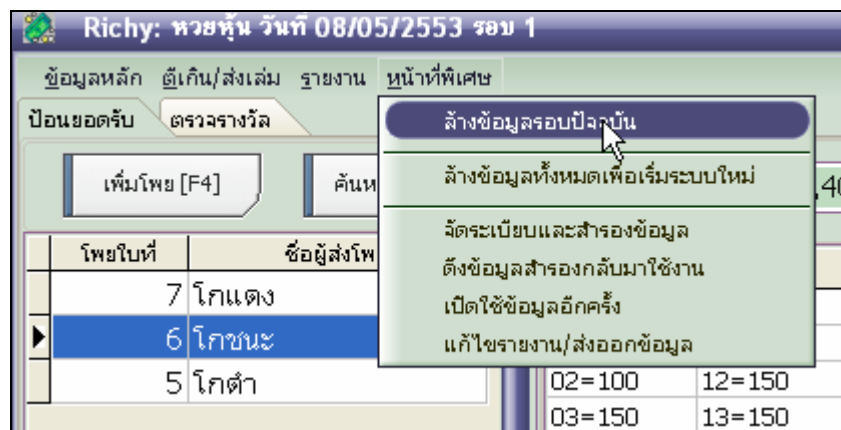 Richy: หวยหุ้น วันที่ 08/05/2553 รอบ 1
ข้อมูลหลัก ตีเกิน/ส่งเล่ม รายงาน หน้าที่พิเศษ
ป้อนยอดรับ ตรวจรางวัล
ล้างข้อมูลรอบปัจจุบัน
เพิ่มโพย [F4] ค้นห
ล้างข้อมูลทั้งหมดเพื่อเริ่มระบบใหม่
จัดระเบียบและสำรองข้อมูล
ดึงข้อมูลสำรองกลับมาใช้งาน
เปิดใช้ข้อมูลอีกครั้ง
แก้ไขรายงาน/ส่งออกข้อมูล
โพยใบที่ ชื่อผู้ส่งโพ
7 โกแดง
6 โกชนะ
5 โกดำ
02=100 12=150
03=150 13=150